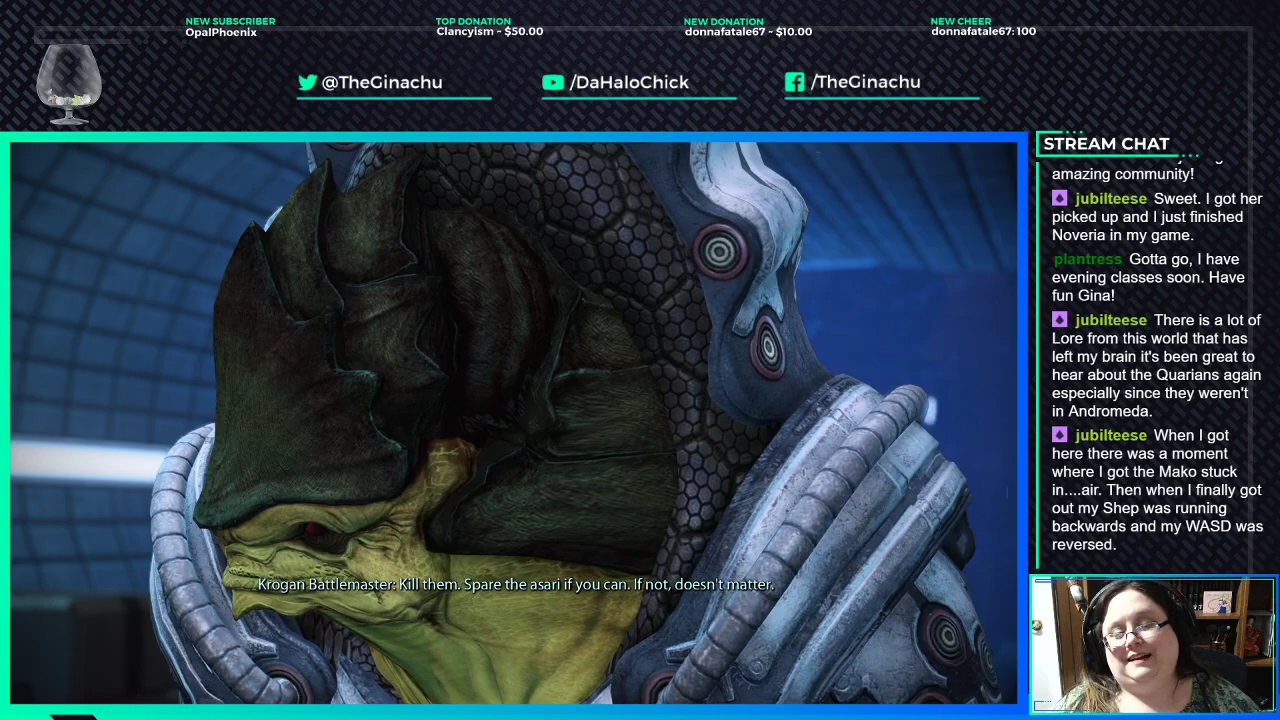 NEW SUBSCRIBER
OpalPhoenix
TOP DONATION
Clancyism - $50.00
NEW DONATION
donnafatale67 - $10.00
NEW CHEER
donnafatale67: 100
@TheGinachu
/DaHaloChick
/TheGinachu
STREAM CHAT
amazing community!
jubilteese Sweet. I got her
picked up and I just finished
Noveria in my game.
plantress Gotta go, I have
evening classes soon. Have
fun Gina!
jubilteese There is a lot of
Lore from this world that has
left my brain it's been great to
hear about the Quarians again
especially since they weren't
in Andromeda.
jubilteese When I got
here there was a moment
where I got the Mako stuck
in....air. Then when I finally got
out my Shep was running
backwards and my WASD was
reversed.
Krogan Battlemaster: Kill them. Spare the asari if you can. If not, doesn't matter.